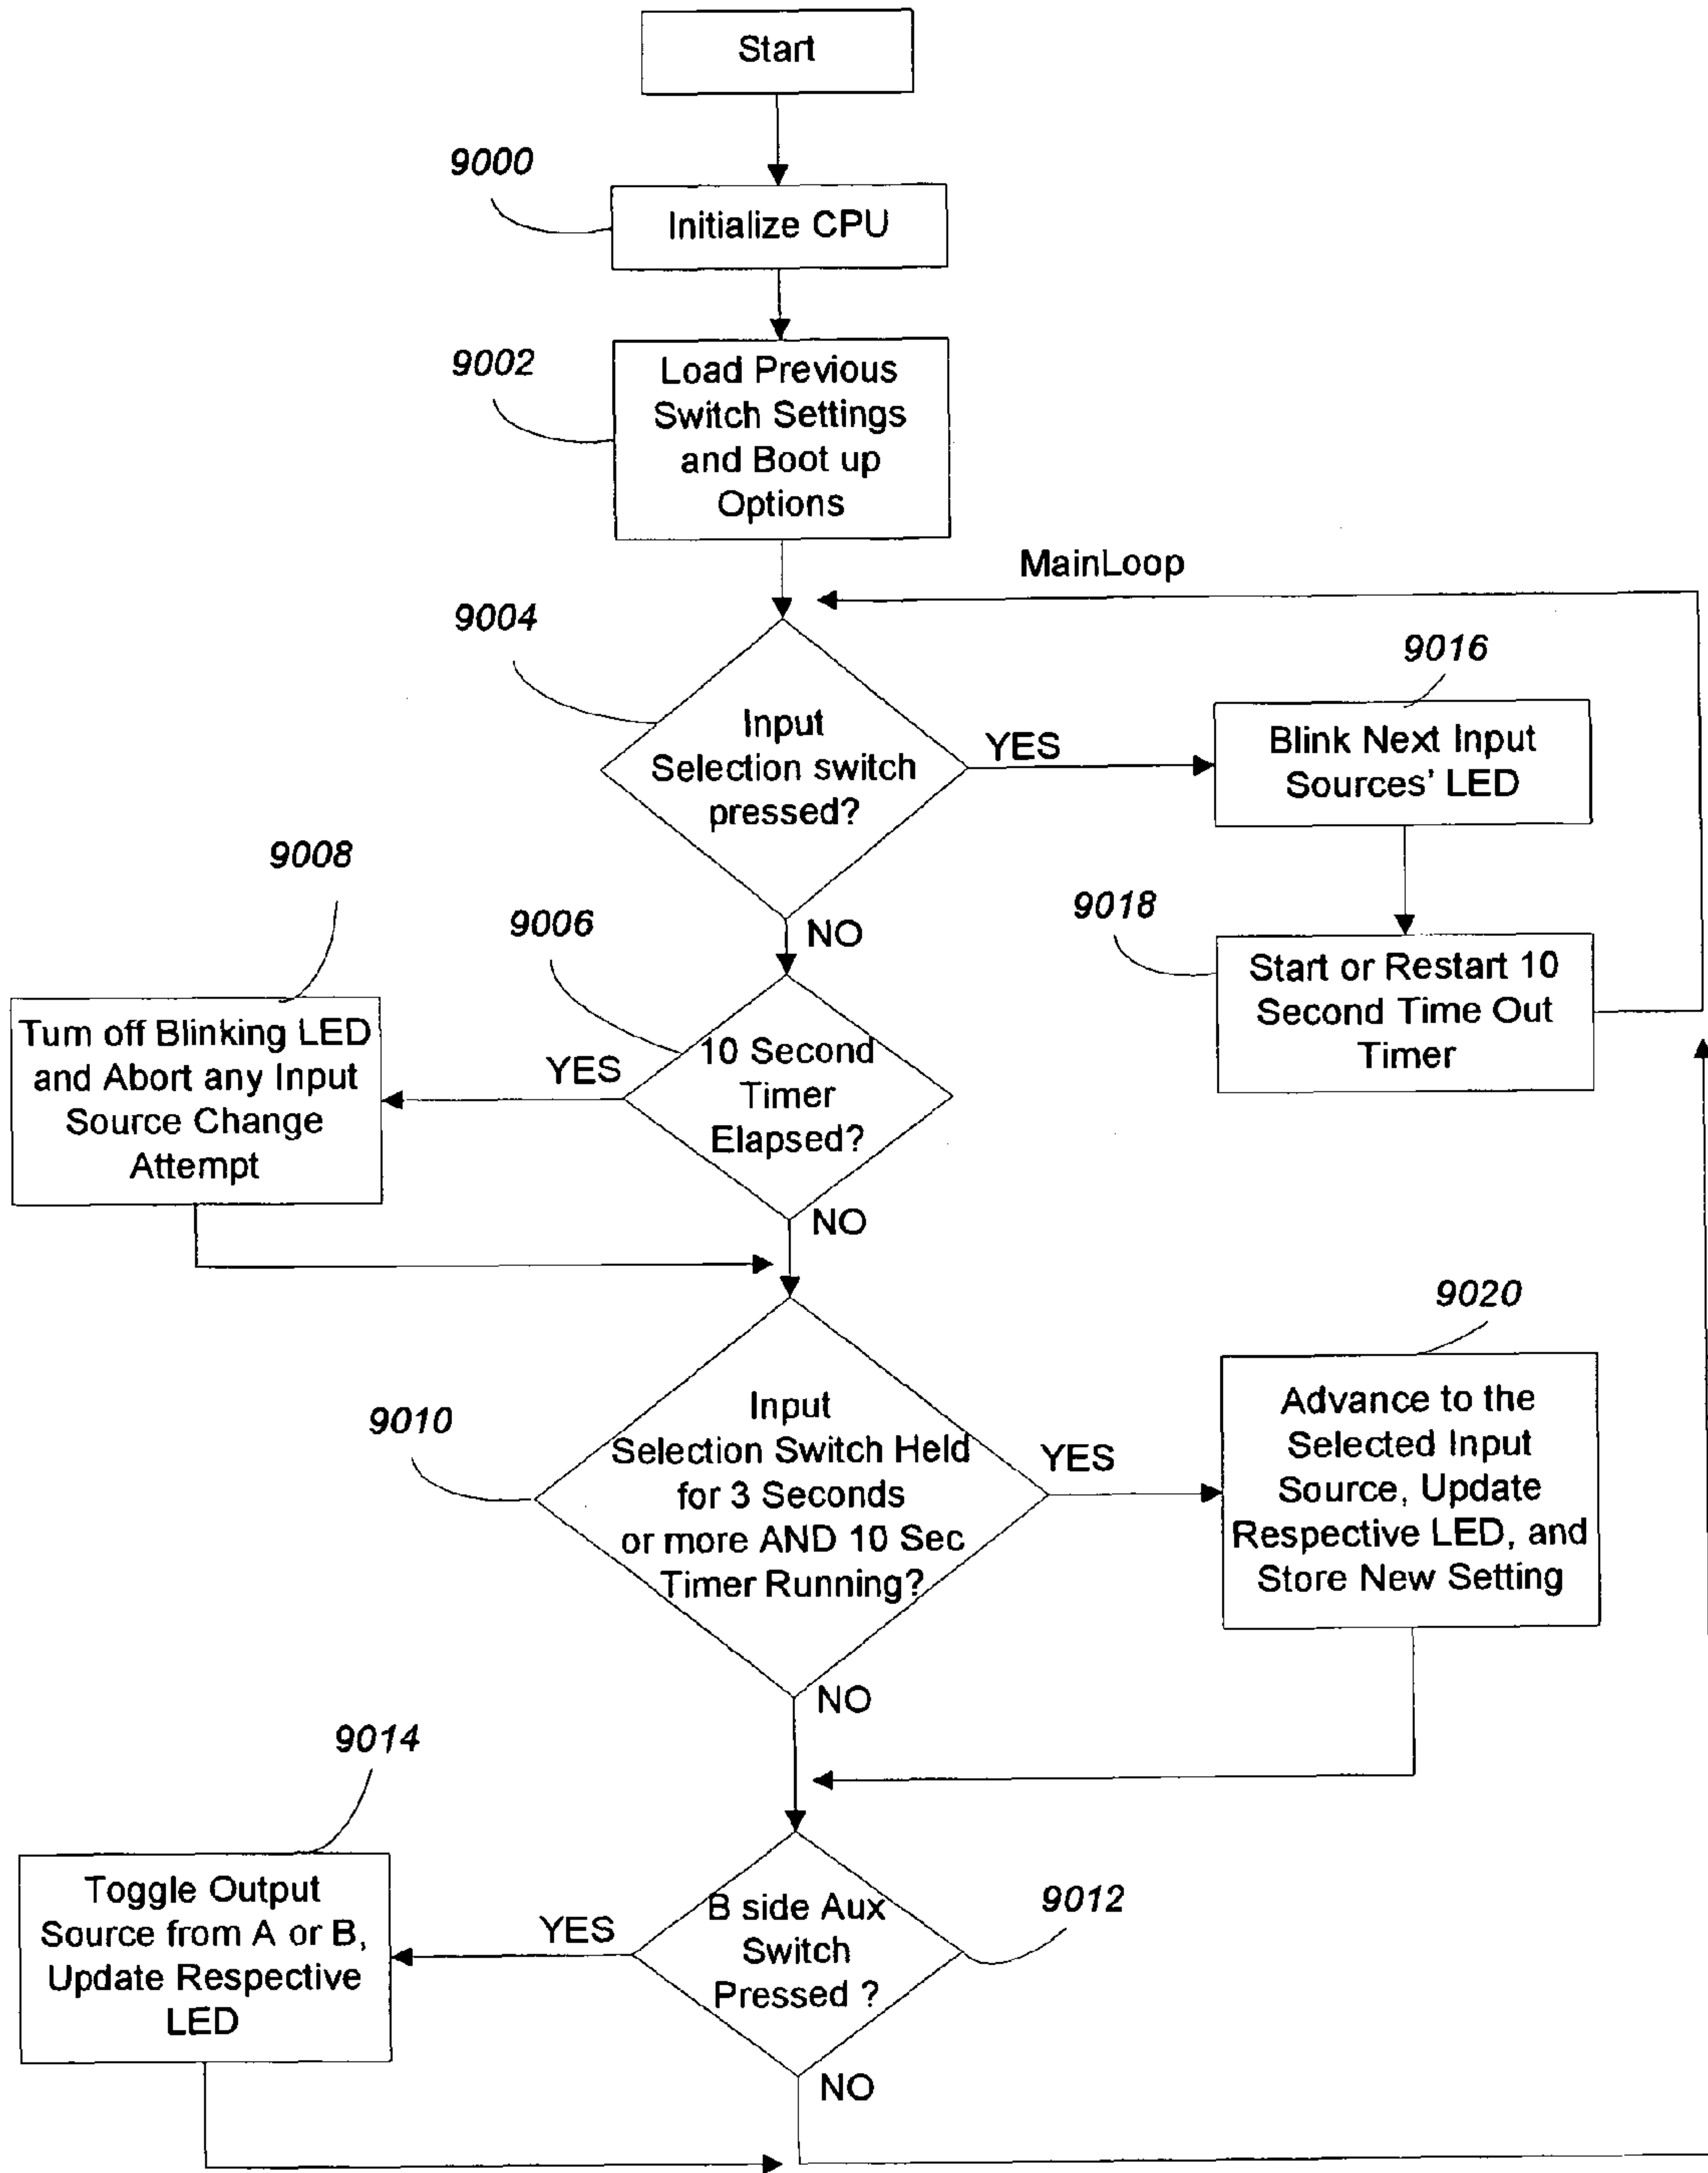 Start
9000
Initialize CPU
9002
Load Previous
Switch Settings
and Boot up
Options
MainLoop
9004
Input
Selection switch
pressed?
YES
9016
Blink Next Input
Sources' LED
NO
9018
Start or Restart 10
Second Time Out
Timer
9006
10 Second
Timer
Elapsed?
YES
9008
Turn off Blinking LED
and Abort any Input
Source Change
Attempt
NO
9010
Input
Selection Switch Held
for 3 Seconds
or more AND 10 Sec
Timer Running?
YES
9020
Advance to the
Selected Input
Source, Update
Respective LED, and
Store New Setting
NO
9012
B side Aux
Switch
Pressed ?
YES
9014
Toggle Output
Source from A or B,
Update Respective
LED
NO